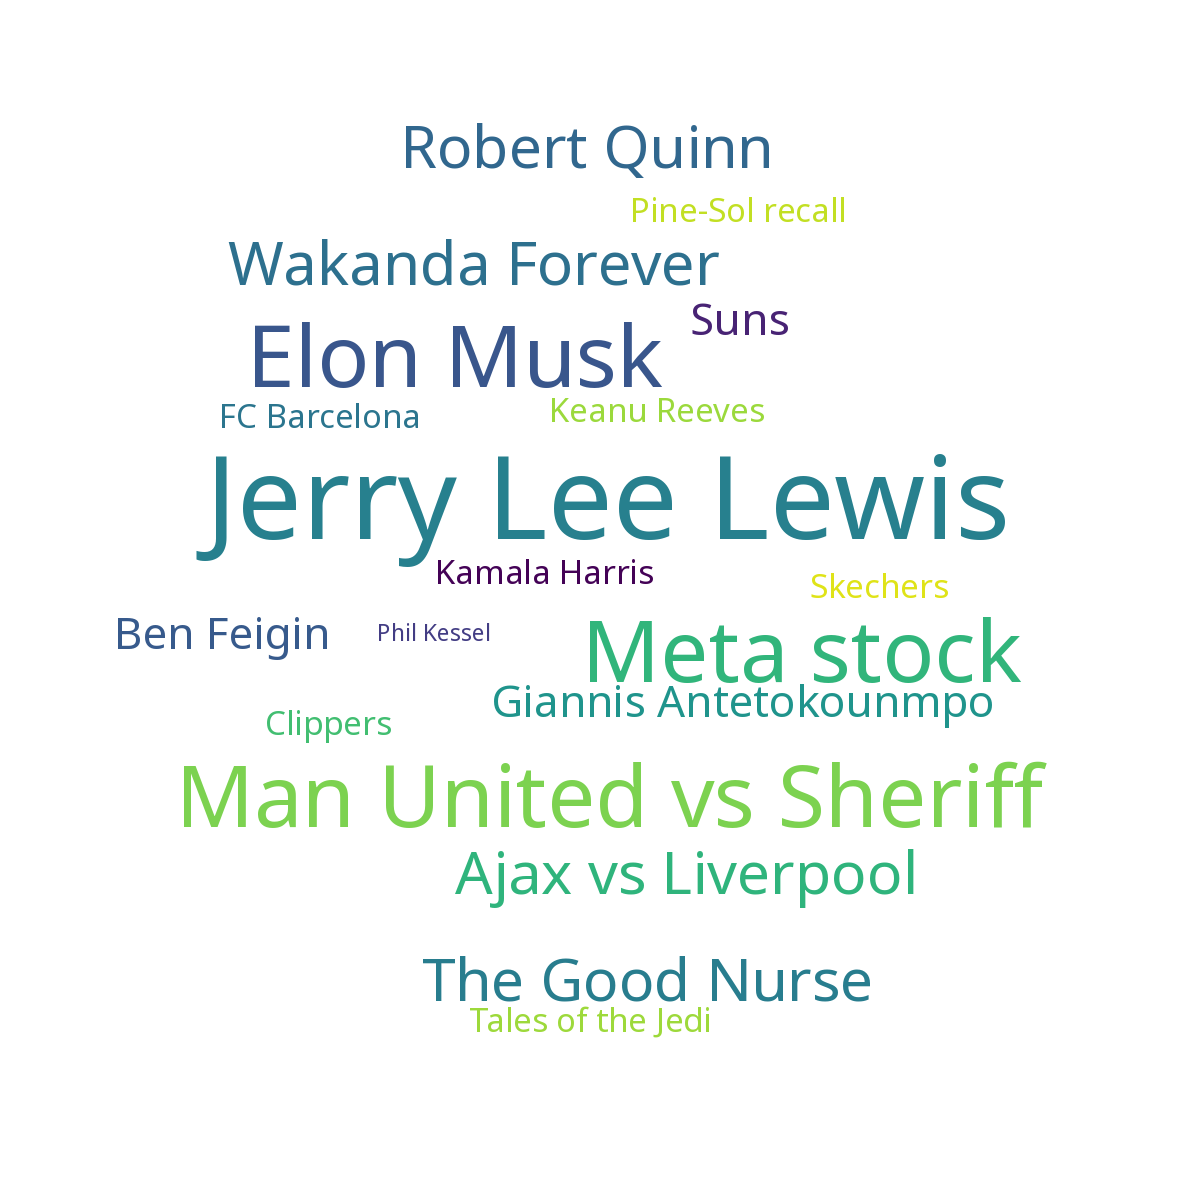 Robert Quinn
Pine-Sol recall
Wakanda Forever
Suns
Elon Musk
FC Barcelona
Keanu Reeves
Jerry Lee Lewis
Kamala Harris
Skechers
Ben Feigin
Phil Kessel
Meta stock
Giannis Antetokounmpo
Clippers
Man United vs Sheriff
Ajax vs Liverpool
The Good Nurse
Tales of the Jedi